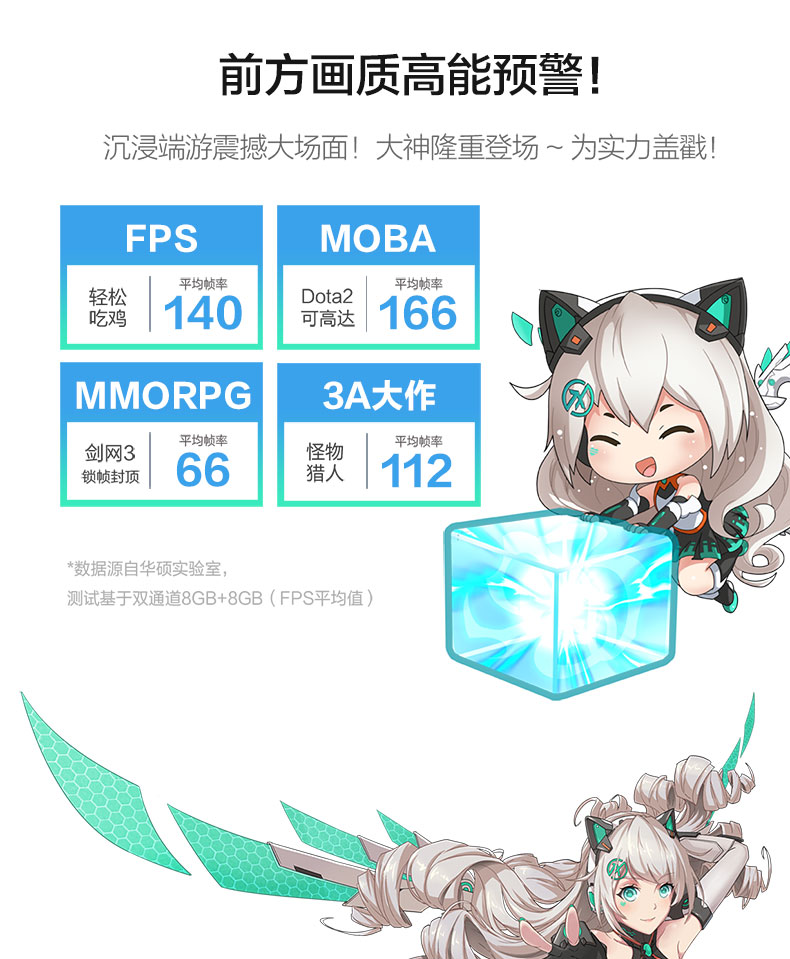 前方画质高能预警！
沉浸端游震撼大场面！大神隆重登场 ~ 为实力盖戳！
FPS
轻松
吃鸡
平均帧率
140
MOBA
Dota2
可高达
平均帧率
166
MMORPG
剑网3
锁帧封顶
平均帧率
66
3A大作
怪物
猎人
平均帧率
112
*数据源自华硕实验室，
测试基于双通道8GB+8GB（FPS平均值）